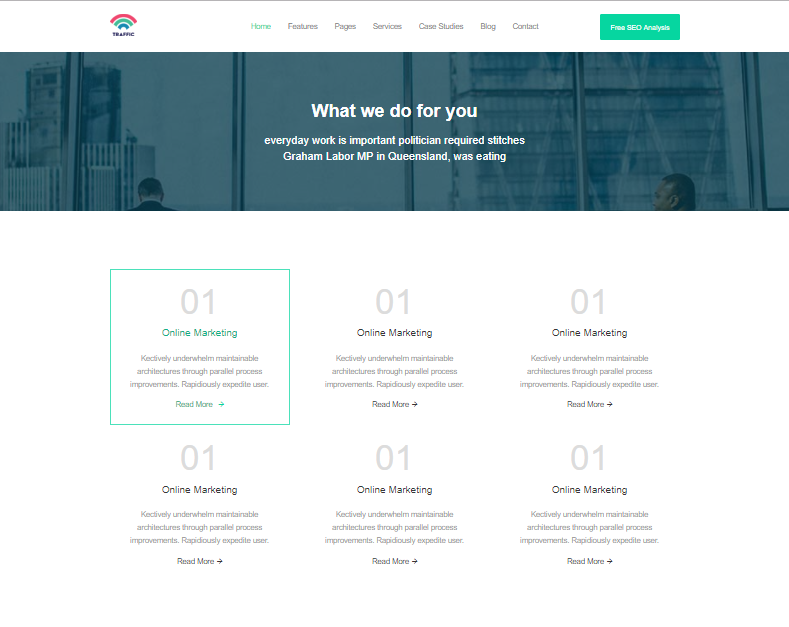 TRAFFIC
Home Features Pages Services Case Studies Blog Contact
Free SEO Analysis
What we do for you
everyday work is important politician required stitches
Graham Labor MP in Queensland, was eating
01
Online Marketing
Kectively underwhelm maintainable
architectures through parallel process
improvements. Rapidiously expedite user.
Read More →
01
Online Marketing
Kectively underwhelm maintainable
architectures through parallel process
improvements. Rapidiously expedite user.
Read More →
01
Online Marketing
Kectively underwhelm maintainable
architectures through parallel process
improvements. Rapidiously expedite user.
Read More →
01
Online Marketing
Kectively underwhelm maintainable
architectures through parallel process
improvements. Rapidiously expedite user.
Read More →
01
Online Marketing
Kectively underwhelm maintainable
architectures through parallel process
improvements. Rapidiously expedite user.
Read More →
01
Online Marketing
Kectively underwhelm maintainable
architectures through parallel process
improvements. Rapidiously expedite user.
Read More →